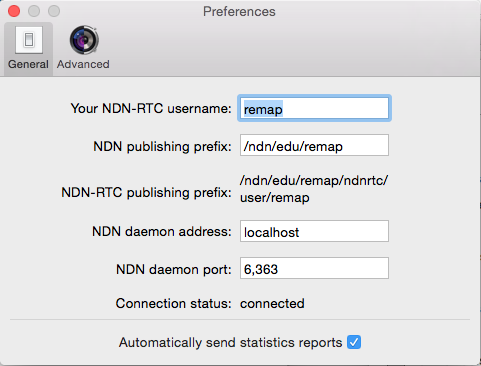 Preferences
General Advanced
Your NDN-RTC username: remap
NDN publishing prefix: /ndn/edu/remap
NDN-RTC publishing prefix: /ndn/edu/remap/ndnrtc/
user/remap
NDN daemon address: localhost
NDN daemon port: 6,363
Connection status: connected
Automatically send statistics reports